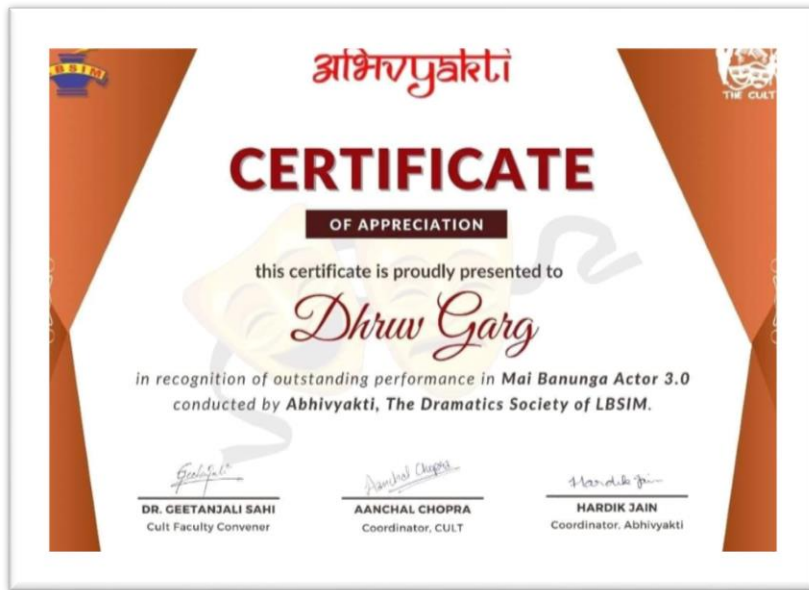 LBSIM
अभिvyakti
THE CULT
CERTIFICATE
OF APPRECIATION
this certificate is proudly presented to
Dhruv Garg
in recognition of outstanding performance in Mai Banunga Actor 3.0
conducted by Abhivyakti, The Dramatics Society of LBSIM.
Geetanjali
Aanchal Chopra
Hardik Jain
DR. GEETANJALI SAHI
AANCHAL CHOPRA
HARDIK JAIN
Cult Faculty Convener
Coordinator, CULT
Coordinator, Abhivyakti